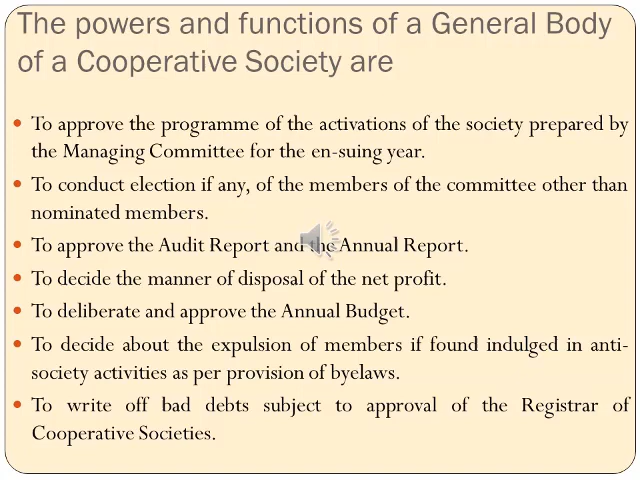 The powers and functions of a General Body
of a Cooperative Society are
• To approve the programme of the activations of the society prepared by
the Managing Committee for the en-suing year.
• To conduct election if any, of the members of the committee other than
nominated members.
• To approve the Audit Report and the Annual Report.
• To decide the manner of disposal of the net profit.
• To deliberate and approve the Annual Budget.
• To decide about the expulsion of members if found indulged in anti-
society activities as per provision of byelaws.
• To write off bad debts subject to approval of the Registrar of
Cooperative Societies.